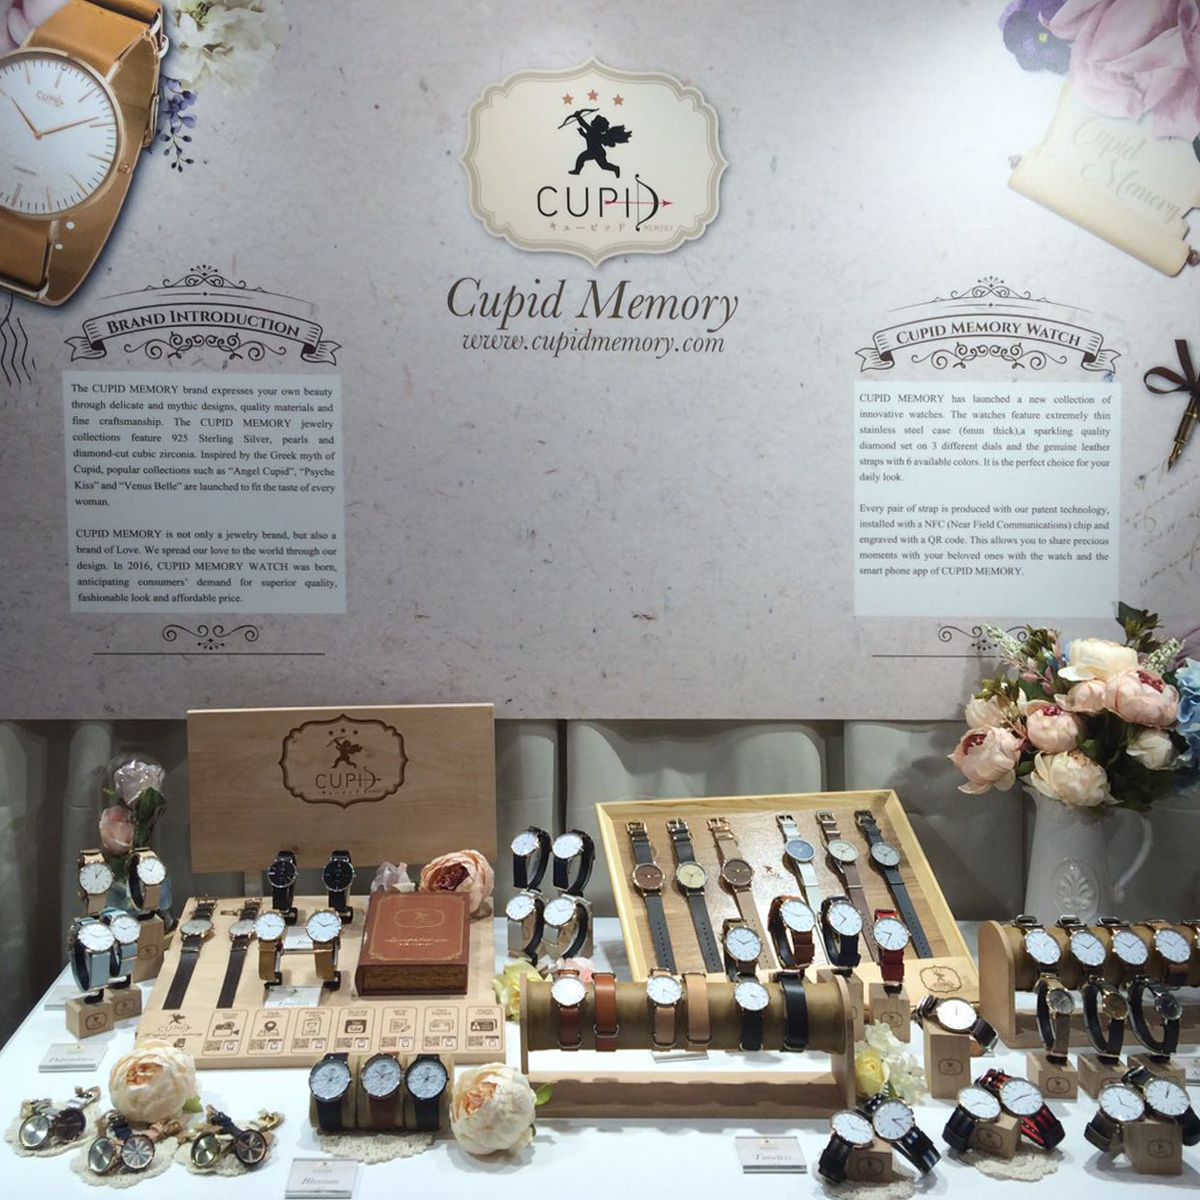 CUPID
キューピッド MEMORY
Cupid Memory
www.cupidmemory.com
CUPID
Cupid
Memory
BRAND INTRODUCTION
The CUPID MEMORY brand expresses your own beauty
through delicate and mythic designs, quality materials and
fine craftsmanship. The CUPID MEMORY jewelry
collections feature 925 Sterling Silver, pearls and
diamond-cut cubic zirconia. Inspired by the Greek myth of
Cupid, popular collections such as “Angel Cupid”, “Psyche
Kiss” and “Venus Belle” are launched to fit the taste of every
woman.
CUPID MEMORY is not only a jewelry brand, but also a
brand of Love. We spread our love to the world through our
design. In 2016, CUPID MEMORY WATCH was born,
anticipating consumers’ demand for superior quality,
fashionable look and affordable price.
CUPID MEMORY WATCH
CUPID MEMORY has launched a new collection of
innovative watches. The watches feature extremely thin
stainless steel case (6mm thick),a sparkling quality
diamond set on 3 different dials and the genuine leather
straps with 6 available colors. It is the perfect choice for your
daily look.
Every pair of strap is produced with our patent technology,
installed with a NFC (Near Field Communications) chip and
engraved with a QR code. This allows you to share precious
moments with your beloved ones with the watch and the
smart phone app of CUPID MEMORY.
CUPID
キューピッド
CUPID
Blossom
Timeless